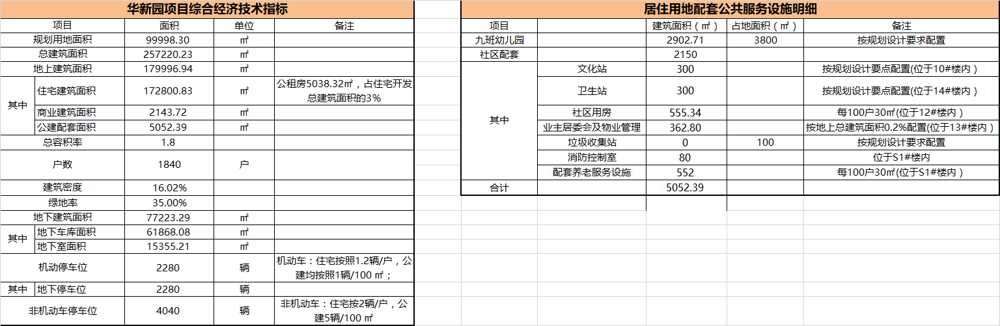 华新园项目综合经济技术指标
项目 面积 单位 备注
规划用地面积 99998.30 ㎡
总建筑面积 257220.23 ㎡
地上建筑面积 179996.94 ㎡
其中 住宅建筑面积 172800.83 ㎡ 公租房5038.32㎡，占住宅开发
总建筑面积的3%
商业建筑面积 2143.72 ㎡
公建配套面积 5052.39 ㎡
总容积率 1.8
户数 1840 户
建筑密度 16.02%
绿地率 35.00%
地下建筑面积 77223.29 ㎡
其中 地下车库面积 61868.08 ㎡
地下室面积 15355.21 ㎡
机动停车位 2280 辆 机动车：住宅按照1.2辆/户，公
建均按照1辆/100 ㎡；
其中 地下停车位 2280 辆
非机动车停车位 4040 辆 非机动车：住宅按2辆/户，公
建5辆/100 ㎡
居住用地配套公共服务设施明细
项目 建筑面积（㎡） 占地面积（㎡） 备注
九班幼儿园 2902.71 3800 按规划设计要求配置
社区配套 2150
其中 文化站 300 按规划设计要点配置(位于10#楼内）
卫生站 300 按规划设计要点配置(位于14#楼内）
社区用房 555.34 每100户30㎡(位于12#楼内）
业主居委会及物业管理 362.80 按地上总建筑面积0.2%配置(位于13#楼内）
垃圾收集站 0 100 按规划设计要求配置
消防控制室 80 位于S1#楼内
配套养老服务设施 552 每100户30㎡(位于S1#楼内）
合计 5052.39